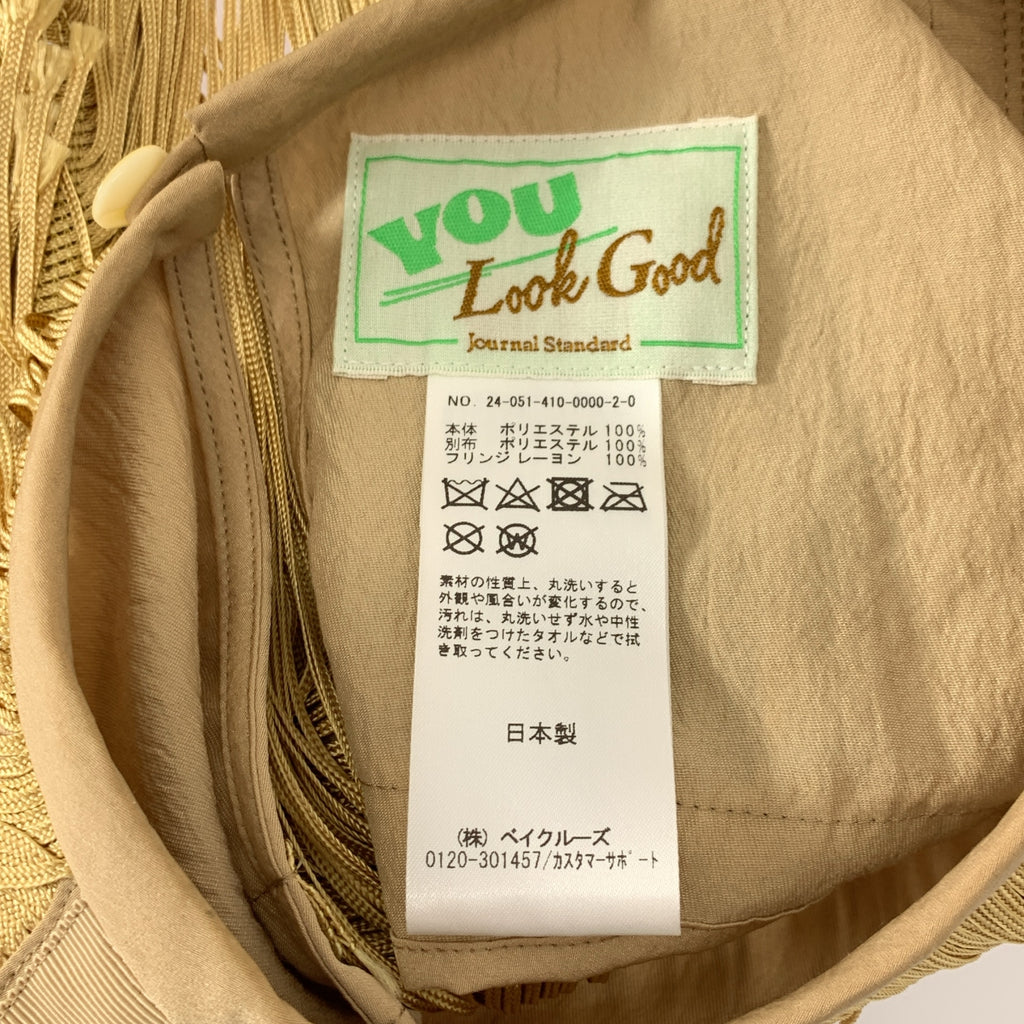 YOU
Look Good
Journal Standard
NO. 24-051-410-0000-2-0
本体 ポリエステル 100%
別布 ポリエステル 100%
フリンジ レーヨン 100%
W
素材の性質上、丸洗いすると
外観や風合いが変化するので、
汚れは、丸洗いせず水や中性
洗剤をつけたタオルなどで拭
き取ってください。
日本製
(株) ベイクルーズ
0120-301457/カスタマーサポート